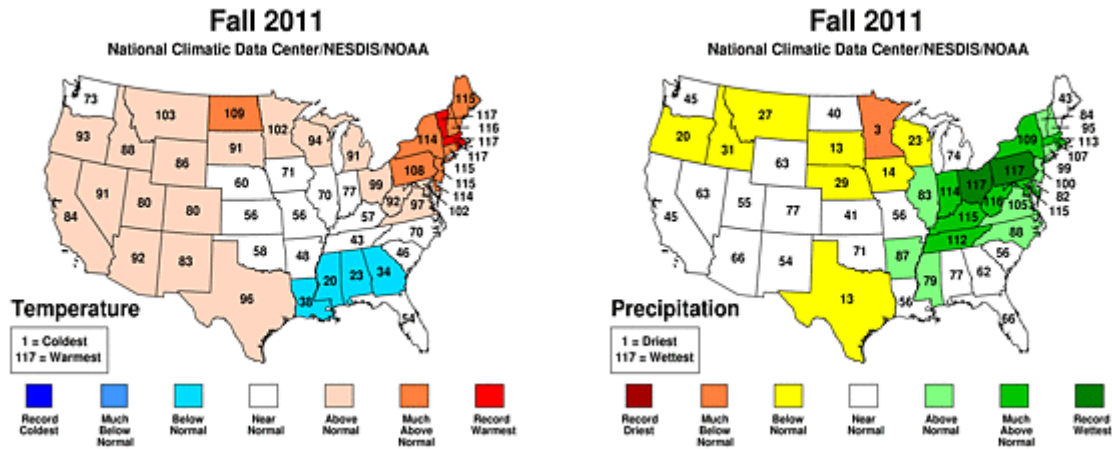 Fall 2011
National Climatic Data Center/NESDIS/NOAA
73
103
109
102
115
117
116
117
117
115
115
114
102
93
88
86
91
94
91
114
108
84
91
80
80
60
71
70
77
99
92
97
56
56
57
70
92
83
58
48
43
46
96
38
20
23
34
54
Temperature
1 = Coldest
117 = Warmest
Record
Coldest
Much
Below
Normal
Below
Normal
Near
Normal
Above
Normal
Much
Above
Normal
Record
Warmest
Fall 2011
National Climatic Data Center/NESDIS/NOAA
45
27
40
3
43
84
95
113
107
99
100
82
115
20
31
63
13
23
74
109
117
45
63
55
77
29
14
83
114
117
116
105
41
56
115
88
66
54
71
87
112
56
13
56
79
77
62
66
Precipitation
1 = Driest
117 = Wettest
Record
Driest
Much
Below
Normal
Below
Normal
Near
Normal
Above
Normal
Much
Above
Normal
Record
Wettest